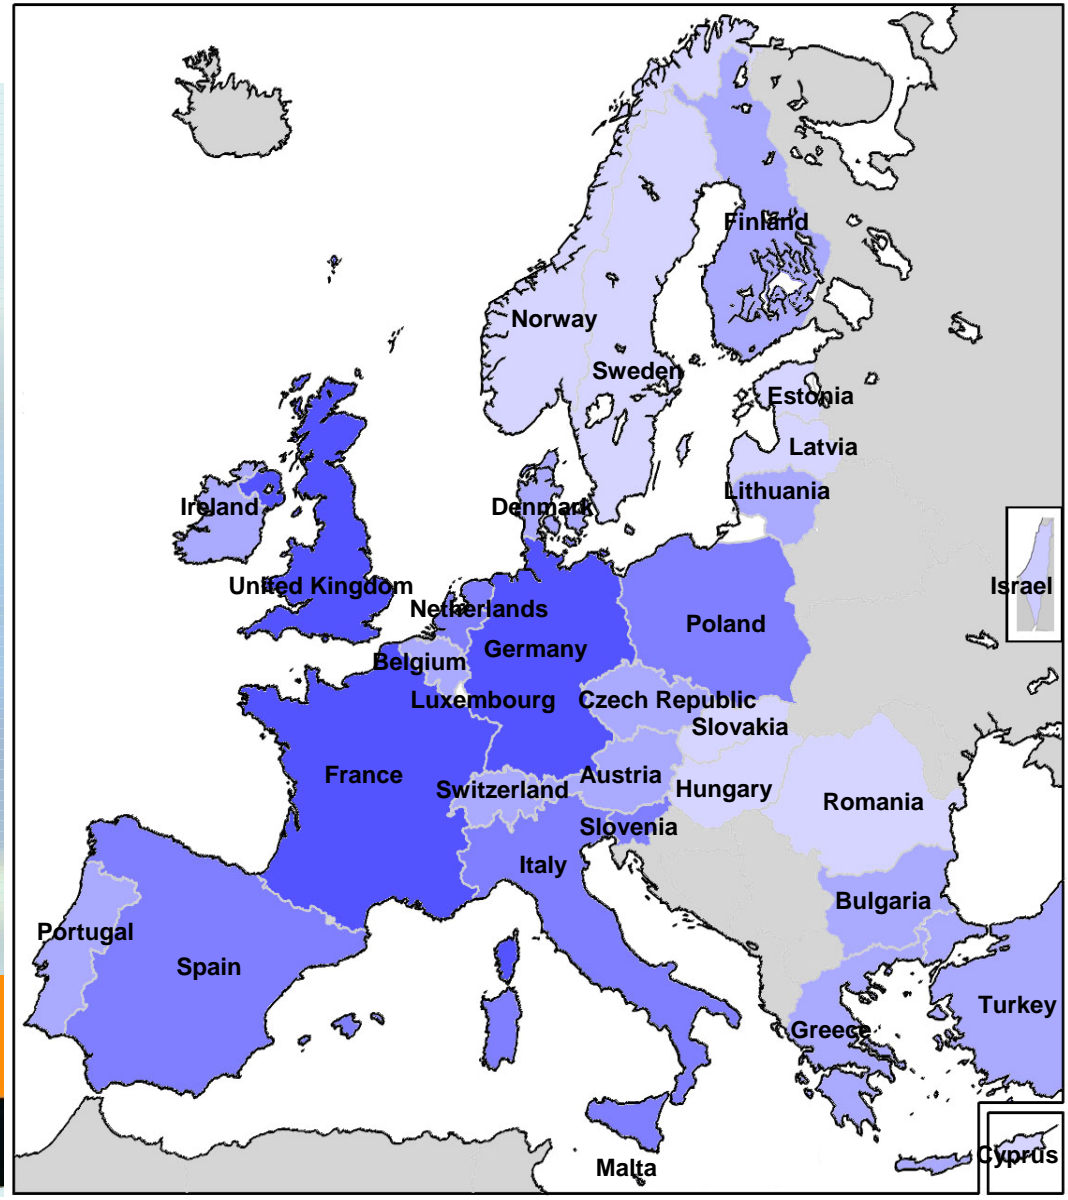 Finland
Norway
Sweden
Estonia
Latvia
Lithuania
Ireland
Denmark
United Kingdom
Netherlands
Israel
Poland
Germany
Belgium
Luxembourg
Czech Republic
Slovakia
France
Austria
Switzerland
Hungary
Romania
Slovenia
Italy
Bulgaria
Portugal
Spain
Turkey
Greece
Cyprus
Malta